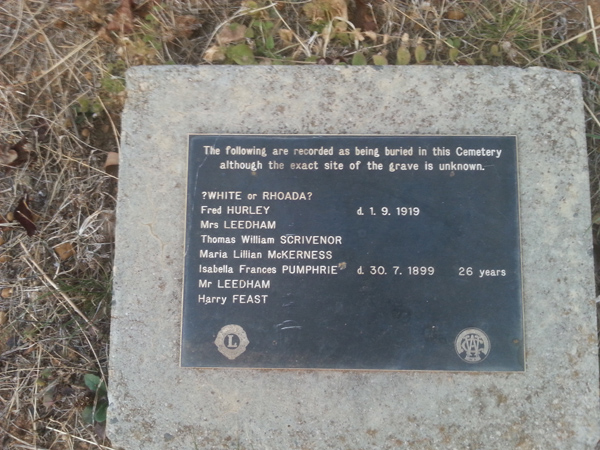 The following are recorded as being buried in this Cemetery
although the exact site of the grave is unknown.
?WHITE or RHOADA?
Fred HURLEY d. 1. 9. 1919
Mrs LEEDHAM
Thomas William SCRIVENOR
Maria Lillian McKERNESS
Isabella Frances PUMPHRIE d. 30. 7. 1899 26 years
Mr LEEDHAM
Harry FEAST
L